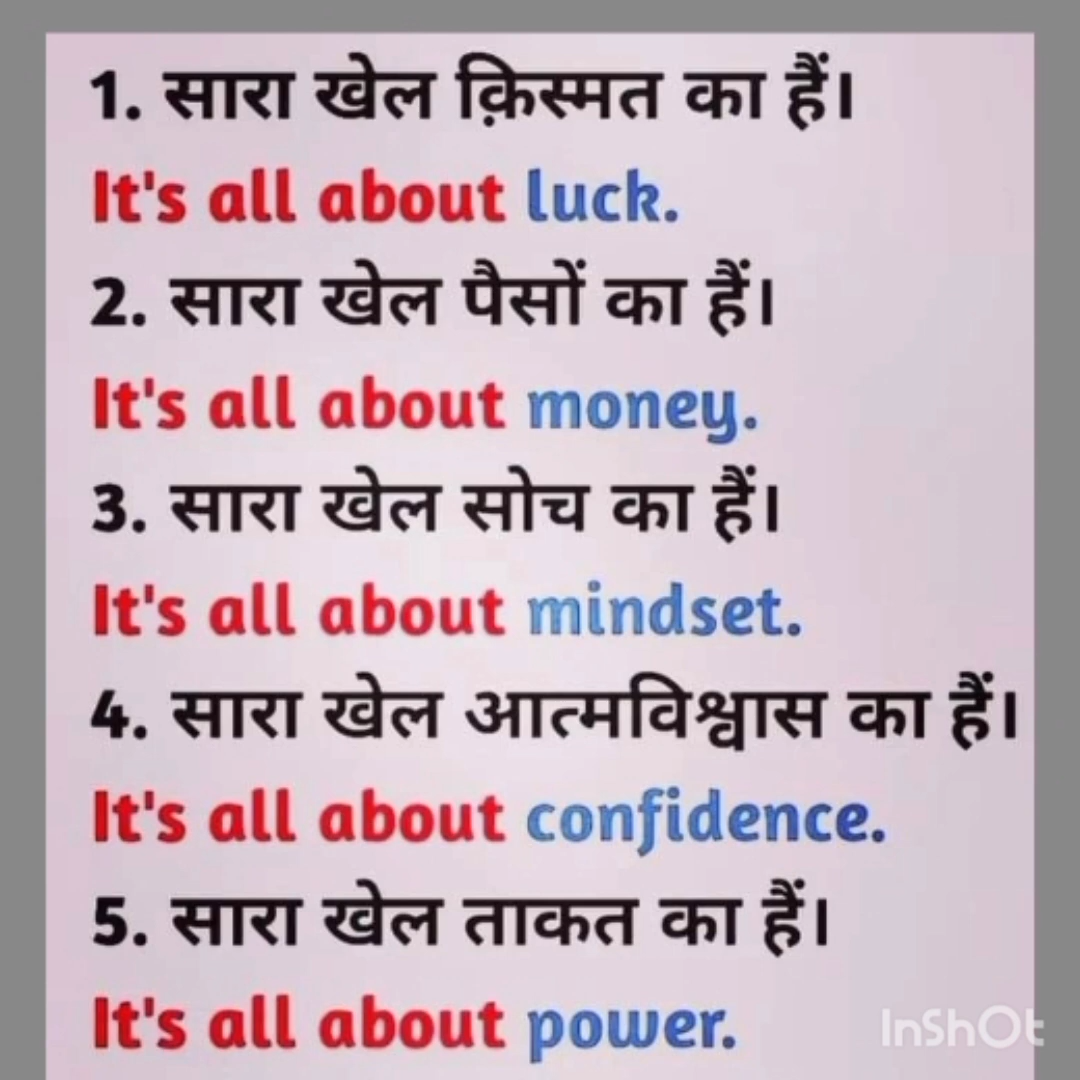 1. सारा खेल क़िस्मत का हैं।
It's all about luck.
2. सारा खेल पैसों का हैं।
It's all about money.
3. सारा खेल सोच का हैं।
It's all about mindset.
4. सारा खेल आत्मविश्वास का हैं।
It's all about confidence.
5. सारा खेल ताकत का हैं।
It's all about power.
InShOt